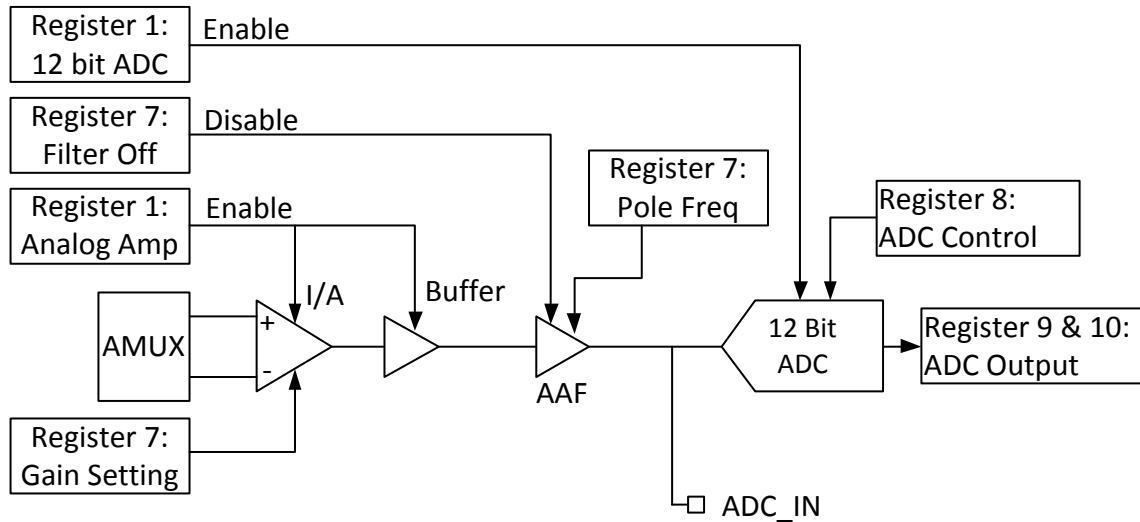 Register 1:
12 bit ADC
Enable
Register 7:
Filter Off
Disable
Register 7:
Pole Freq
Register 1:
Analog Amp
Enable
Register 8:
ADC Control
I/A
Buffer
AMUX
+
-
AAF
12 Bit
ADC
Register 9 & 10:
ADC Output
Register 7:
Gain Setting
ADC_IN